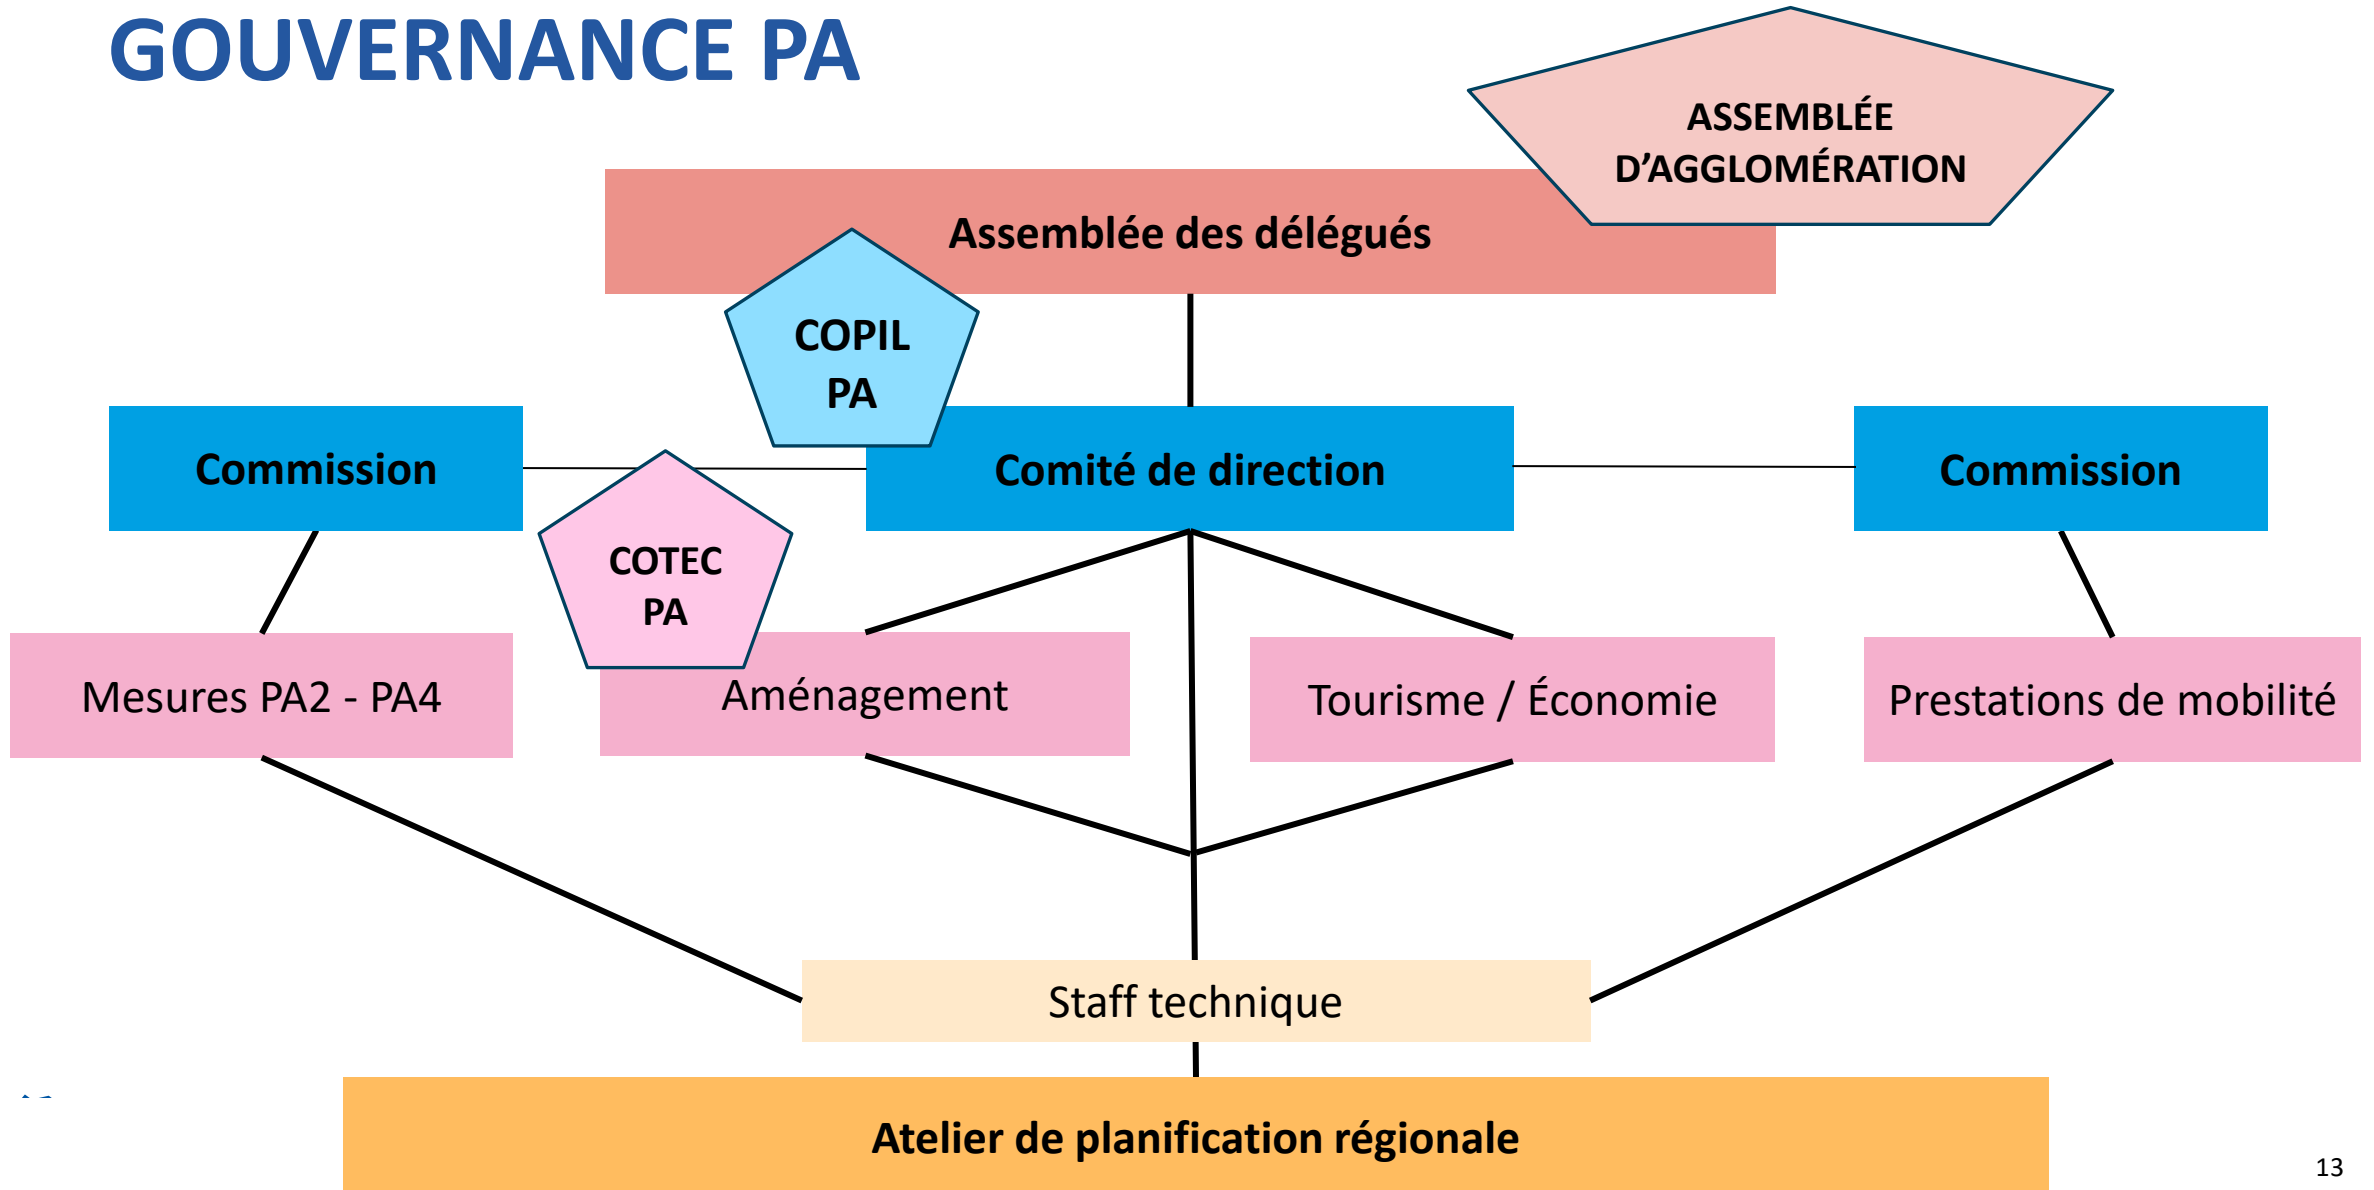 GOUVERNANCE PA
ASSEMBLÉE
D’AGGLOMÉRATION
Assemblée des délégués
COPIL
PA
Commission
Comité de direction
Commission
COTEC
PA
Mesures PA2 - PA4
Aménagement
Tourisme / Économie
Prestations de mobilité
Staff technique
Atelier de planification régionale
13